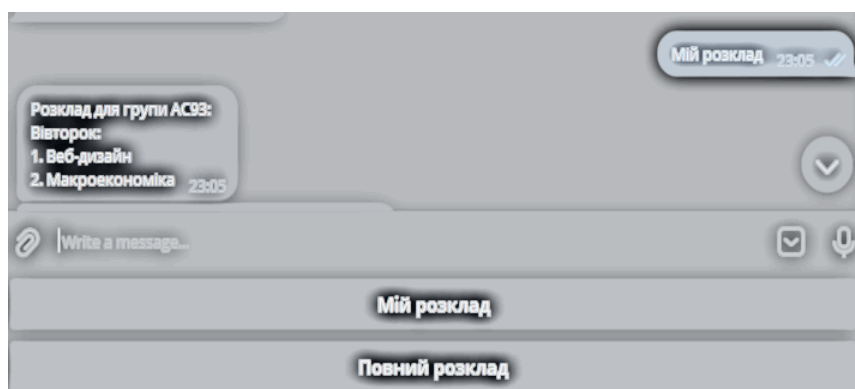 Мій розклад 23:05
Розклад для групи АС93:
Вівторок:
1. Веб-дизайн
2. Макроекономіка 23:05
Write a message...
Мій розклад
Повний розклад